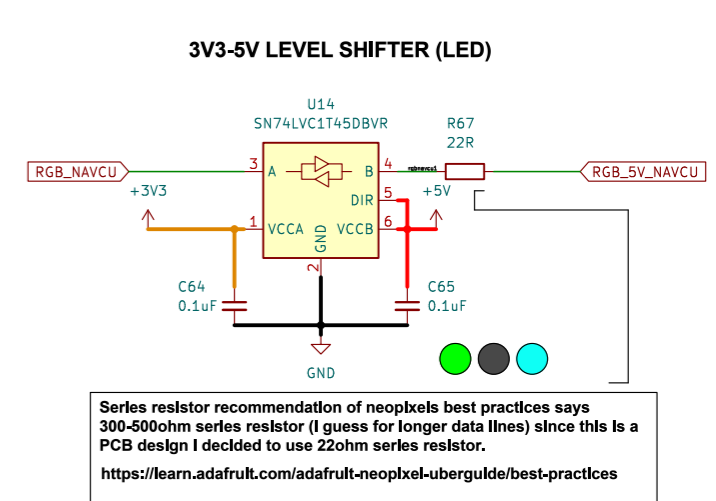 3V3-5V LEVEL SHIFTER (LED)
U14
SN74LVC1T45DBVR
R67
22R
RGB_NAVCU
3
A
B
4
rgbnavcu1
RGB_5V_NAVCU
+3V3
+5V
DIR
5
1
VCCA
GND
VCCB
6
2
C64
0.1uF
C65
0.1uF
GND
Series resistor recommendation of neopixels best practices says
300-500ohm series resistor (I guess for longer data lines) since this is a
PCB design I decided to use 22ohm series resistor.
https://learn.adafruit.com/adafruit-neopixel-uberguide/best-practices